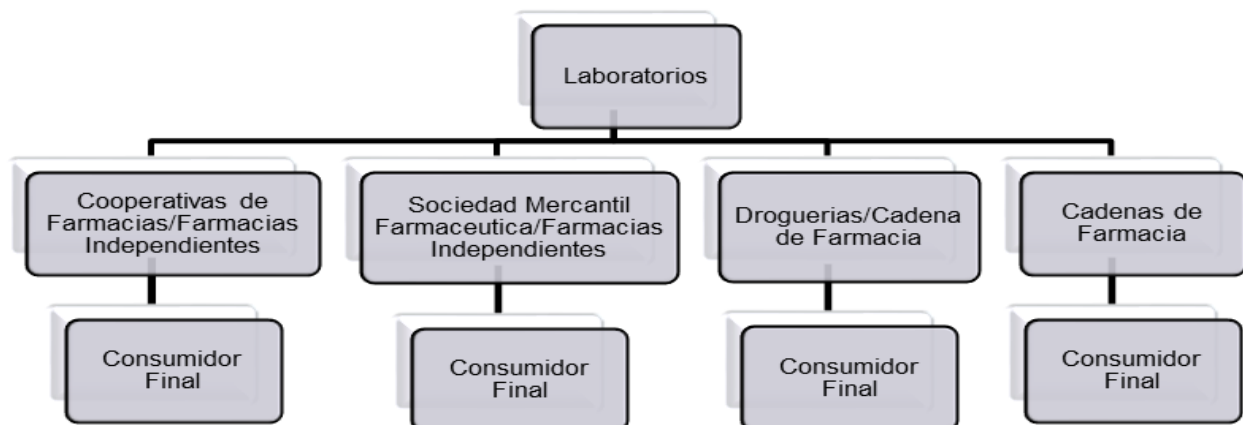 Laboratorios
Cooperativas de
Farmacias/Farmacias
Independientes
Sociedad Mercantil
Farmaceutica/Farmacias
Independientes
Droguerias/Cadena
de Farmacia
Cadenas de
Farmacia
Consumidor
Final
Consumidor
Final
Consumidor
Final
Consumidor
Final